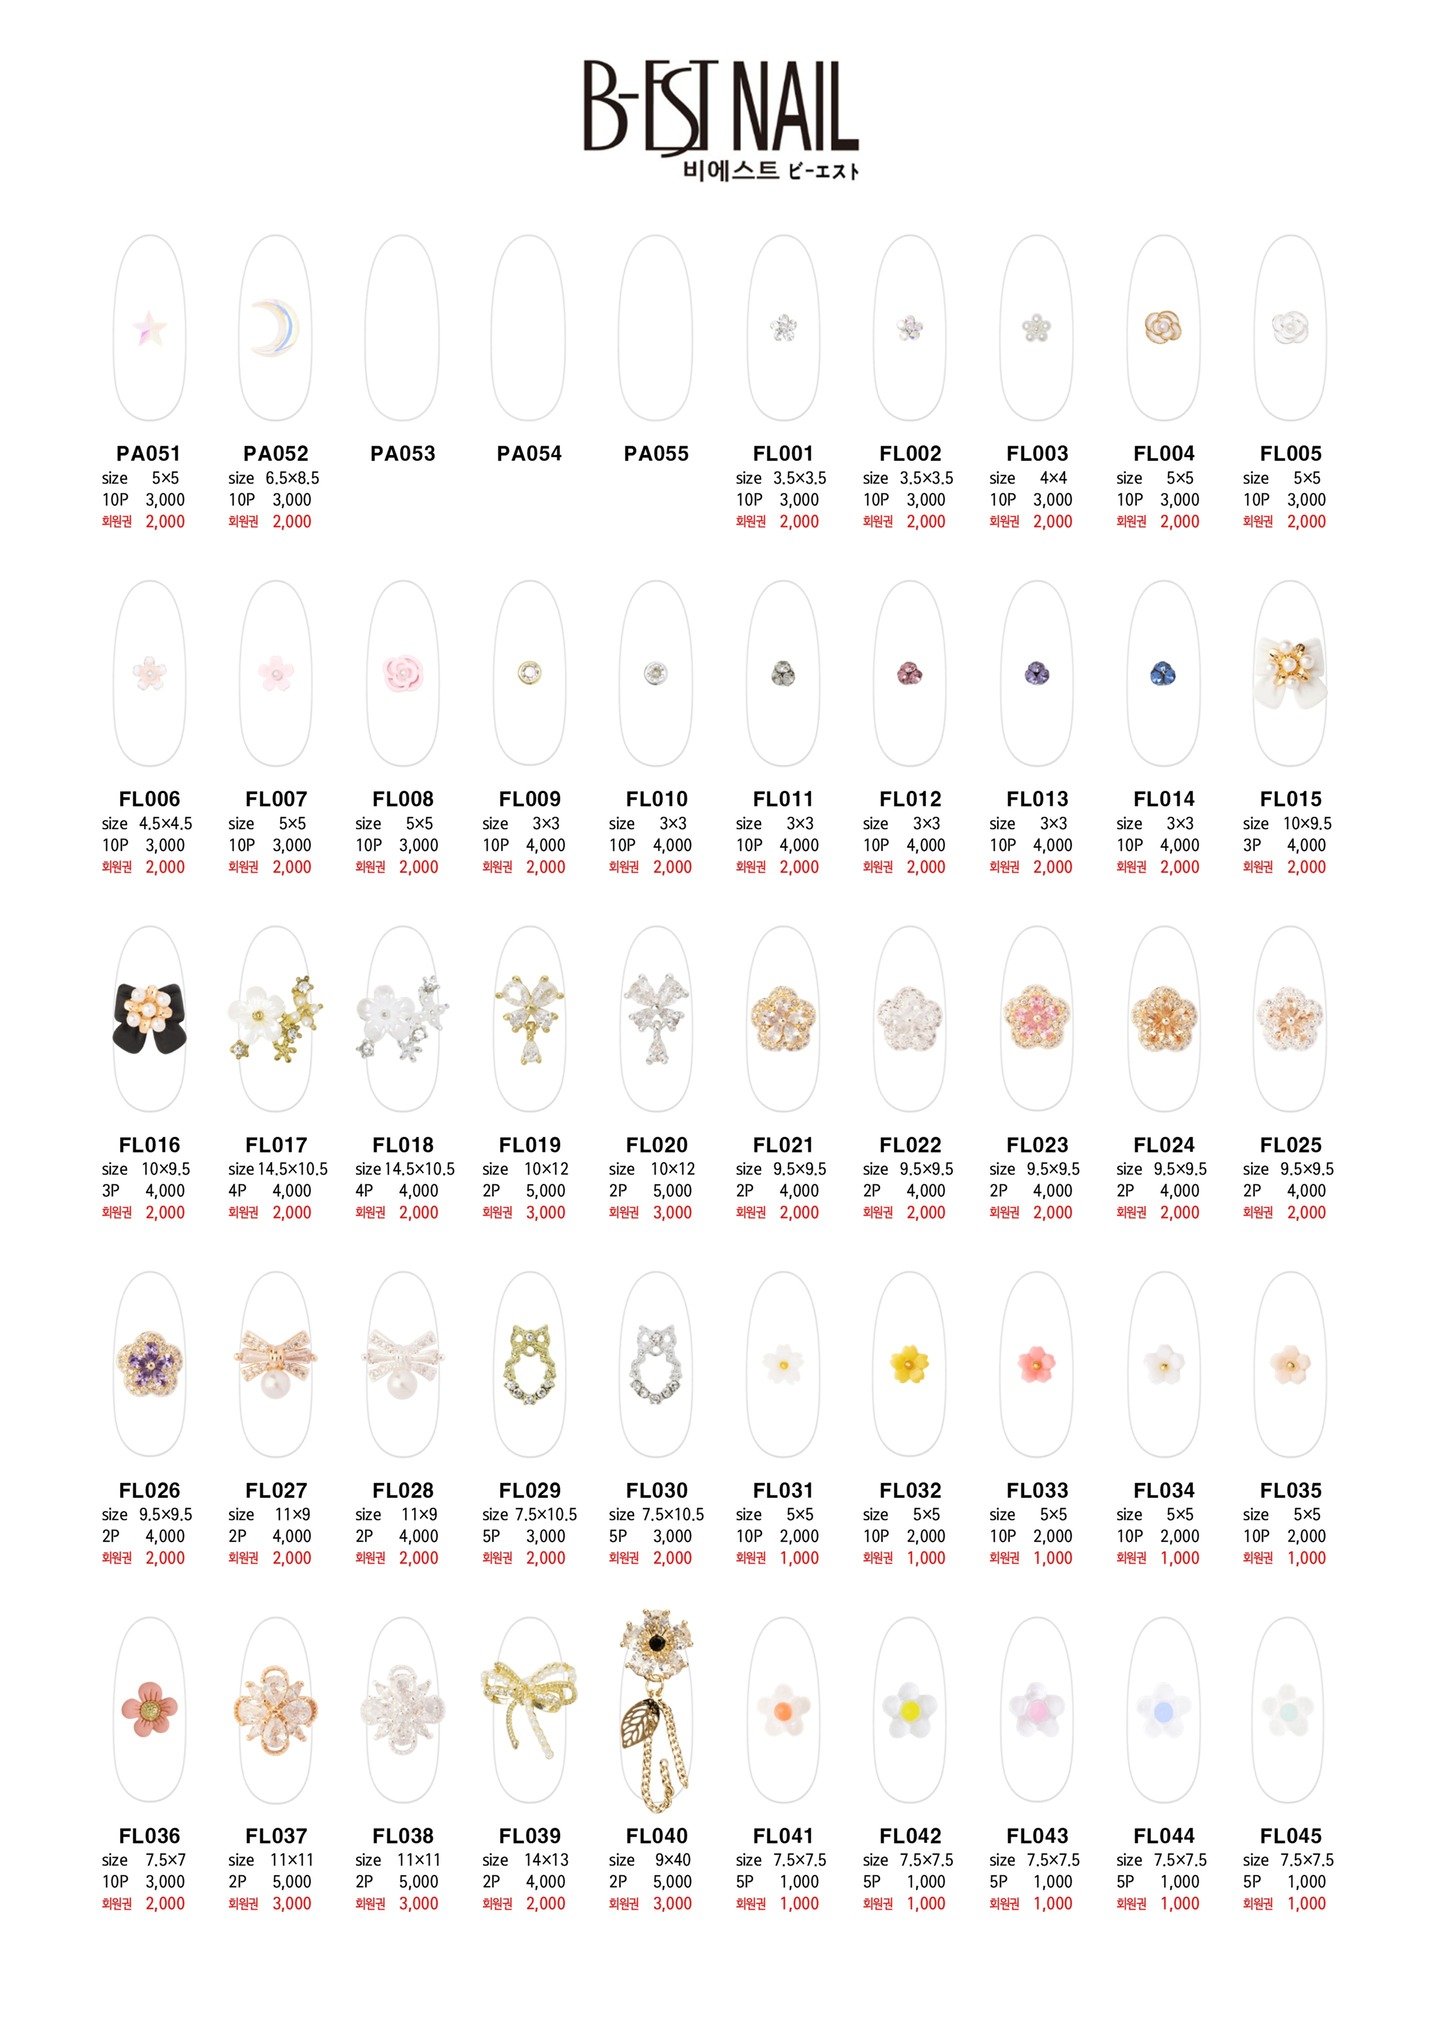 B-EST NAIL
비에스트 ビーエスト
PA051 PA052 PA053 PA054 PA055 FL001 FL002 FL003 FL004 FL005
size 5×5 size 6.5×8.5 size 3.5×3.5 size 3.5×3.5 size 4×4 size 5×5 size 5×5
10P 3,000 10P 3,000 10P 3,000 10P 3,000 10P 3,000 10P 3,000 10P 3,000
회원권 2,000 회원권 2,000 회원권 2,000 회원권 2,000 회원권 2,000 회원권 2,000 회원권 2,000
FL006 FL007 FL008 FL009 FL010 FL011 FL012 FL013 FL014 FL015
size 4.5×4.5 size 5×5 size 5×5 size 3×3 size 3×3 size 3×3 size 3×3 size 3×3 size 3×3 size 10×9.5
10P 3,000 10P 3,000 10P 3,000 10P 4,000 10P 4,000 10P 4,000 10P 4,000 10P 4,000 10P 4,000 3P 4,000
회원권 2,000 회원권 2,000 회원권 2,000 회원권 2,000 회원권 2,000 회원권 2,000 회원권 2,000 회원권 2,000 회원권 2,000 회원권 2,000
FL016 FL017 FL018 FL019 FL020 FL021 FL022 FL023 FL024 FL025
size 10×9.5 size 14.5×10.5 size 14.5×10.5 size 10×12 size 10×12 size 9.5×9.5 size 9.5×9.5 size 9.5×9.5 size 9.5×9.5 size 9.5×9.5
3P 4,000 4P 4,000 4P 4,000 2P 5,000 2P 5,000 2P 4,000 2P 4,000 2P 4,000 2P 4,000 2P 4,000
회원권 2,000 회원권 2,000 회원권 2,000 회원권 3,000 회원권 3,000 회원권 2,000 회원권 2,000 회원권 2,000 회원권 2,000 회원권 2,000
FL026 FL027 FL028 FL029 FL030 FL031 FL032 FL033 FL034 FL035
size 9.5×9.5 size 11×9 size 11×9 size 7.5×10.5 size 7.5×10.5 size 5×5 size 5×5 size 5×5 size 5×5 size 5×5
2P 4,000 2P 4,000 2P 4,000 5P 3,000 5P 3,000 10P 2,000 10P 2,000 10P 2,000 10P 2,000 10P 2,000
회원권 2,000 회원권 2,000 회원권 2,000 회원권 2,000 회원권 2,000 회원권 1,000 회원권 1,000 회원권 1,000 회원권 1,000 회원권 1,000
FL036 FL037 FL038 FL039 FL040 FL041 FL042 FL043 FL044 FL045
size 7.5×7 size 11×11 size 11×11 size 14×13 size 9×40 size 7.5×7.5 size 7.5×7.5 size 7.5×7.5 size 7.5×7.5 size 7.5×7.5
10P 3,000 2P 5,000 2P 5,000 2P 4,000 2P 5,000 5P 1,000 5P 1,000 5P 1,000 5P 1,000 5P 1,000
회원권 2,000 회원권 3,000 회원권 3,000 회원권 2,000 회원권 3,000 회원권 1,000 회원권 1,000 회원권 1,000 회원권 1,000 회원권 1,000